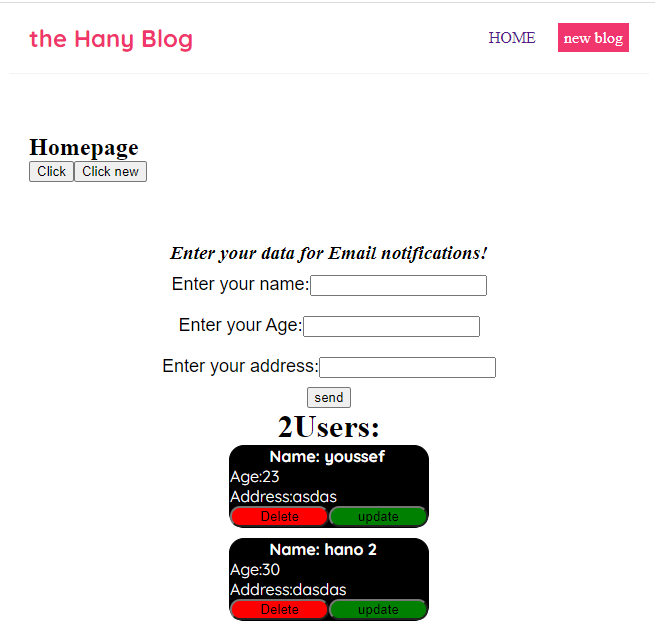 the Hany Blog HOME new blog
Homepage
Click Click new
Enter your data for Email notifications!
Enter your name:
Enter your Age:
Enter your address:
send
2Users:
Name: youssef
Age:23
Address:asdas
Delete update
Name: hano 2
Age:30
Address:dasdas
Delete update